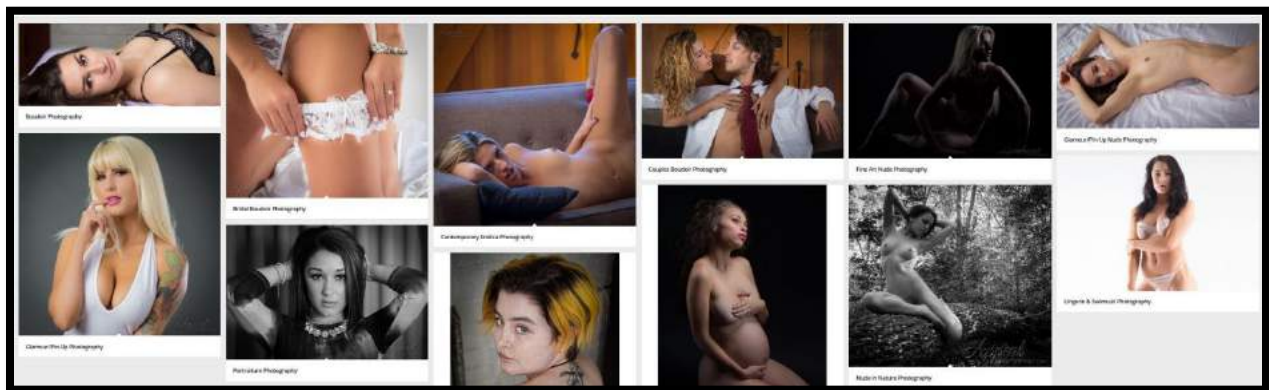 Boudoir Photography
Glamour/Pin Up Photography
Bridal Boudoir Photography
Portraiture Photography
Contemporary Erotica Photography
Couples Boudoir Photography
Fine Art Nude Photography
Nude in Nature Photography
Glamour/Pin Up Nude Photography
Lingerie & Swimsuit Photography